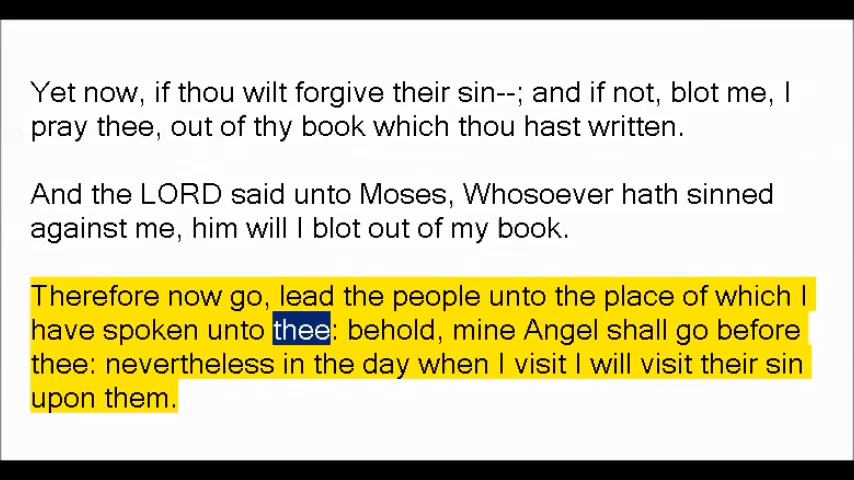 Yet now, if thou wilt forgive their sin--; and if not, blot me, I
pray thee, out of thy book which thou hast written.
And the LORD said unto Moses, Whosoever hath sinned
against me, him will I blot out of my book.
Therefore now go, lead the people unto the place of which I
have spoken unto thee: behold, mine Angel shall go before
thee: nevertheless in the day when I visit I will visit their sin
upon them.